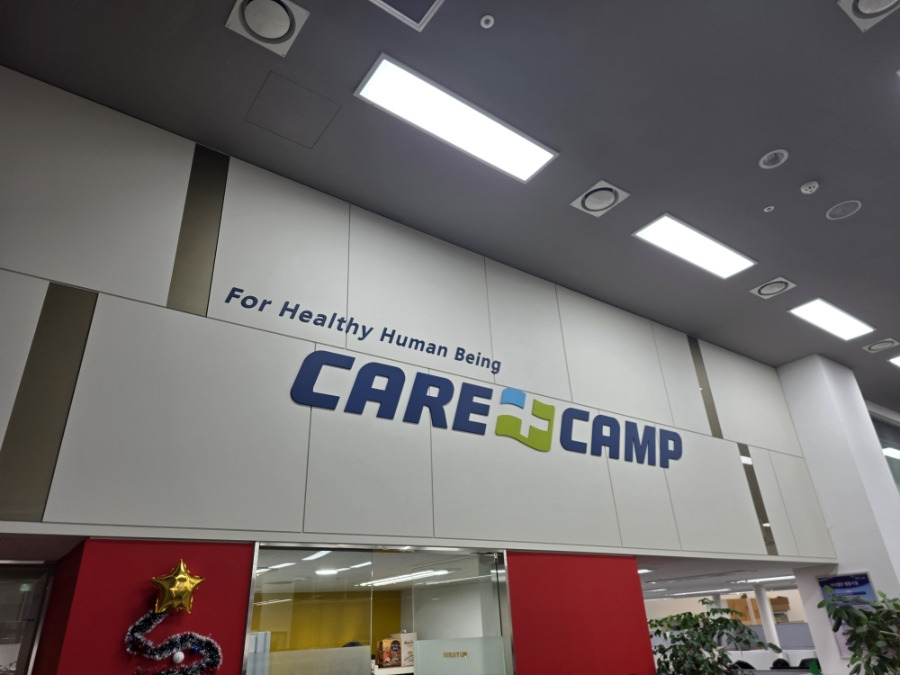 For Healthy Human Being
CARE CAMP